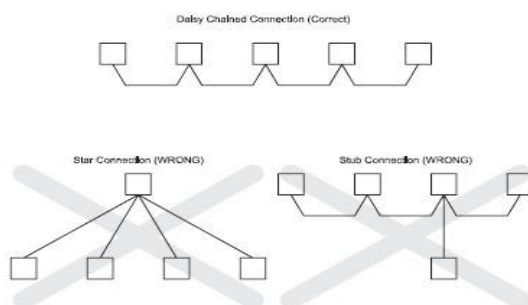 Daisy Chained Connection (Correct)
Star Connection (WRONG)
Stub Connection (WRONG)